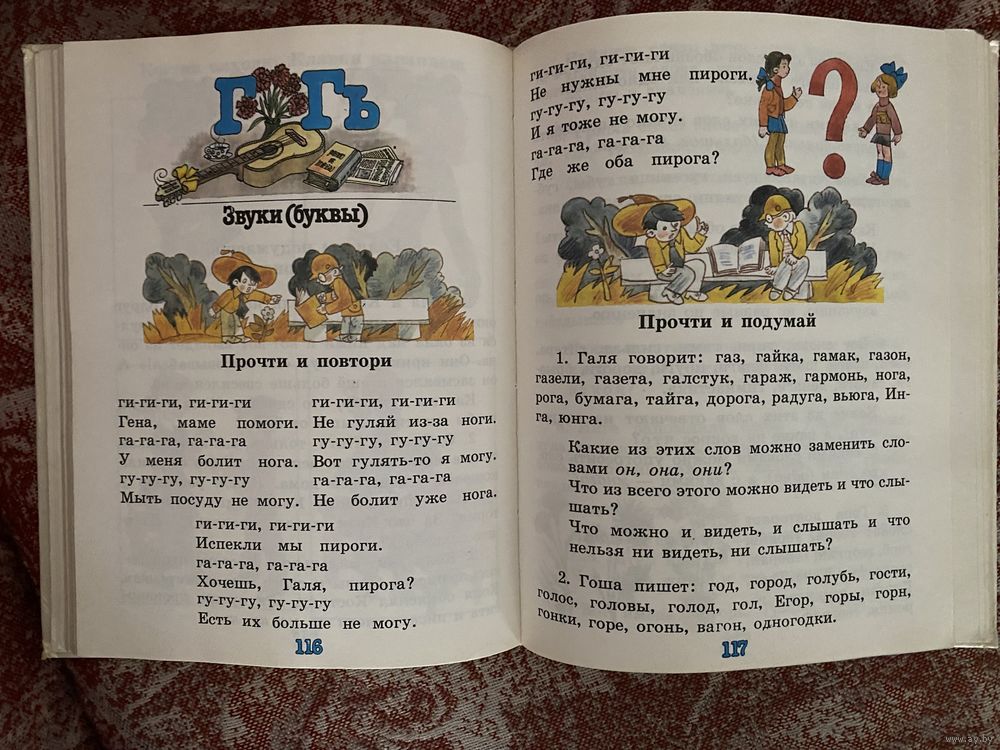 Г Гъ
Звуки (буквы)
Прочти и повтори
ги-ги-ги, ги-ги-ги
Гена, маме помоги.
га-га-га, га-га-га
У меня болит нога.
гу-гу-гу, гу-гу-гу
Мыть посуду не могу.
ги-ги-ги, ги-ги-ги
Не гуляй из-за ноги.
гу-гу-гу, гу-гу-гу
Вот гулять-то я могу.
га-га-га, га-га-га
Не болит уже нога.
ги-ги-ги, ги-ги-ги
Испекли мы пироги.
га-га-га, га-га-га
Хочешь, Галя, пирога?
гу-гу-гу, гу-гу-гу
Есть их больше не могу.
116
ги-ги-ги, ги-ги-ги
Не нужны мне пироги.
гу-гу-гу, гу-гу-гу
И я тоже не могу.
га-га-га, га-га-га
Где же оба пирога?
?
Прочти и подумай
1. Галя говорит: газ, гайка, гамак, газон,
газели, газета, галстук, гараж, гармонь, нога,
рога, бумага, тайга, дорога, радуга, вьюга, Ин-
га, юнга.
Какие из этих слов можно заменить сло-
вами он, она, они?
Что из всего этого можно видеть и что слы-
шать?
Что можно и видеть, и слышать и что
нельзя ни видеть, ни слышать?
2. Гоша пишет: год, город, голубь, гости,
голос, головы, голод, гол, Егор, горы, горн,
гонки, горе, огонь, вагон, одногодки.
117
www.ay.by